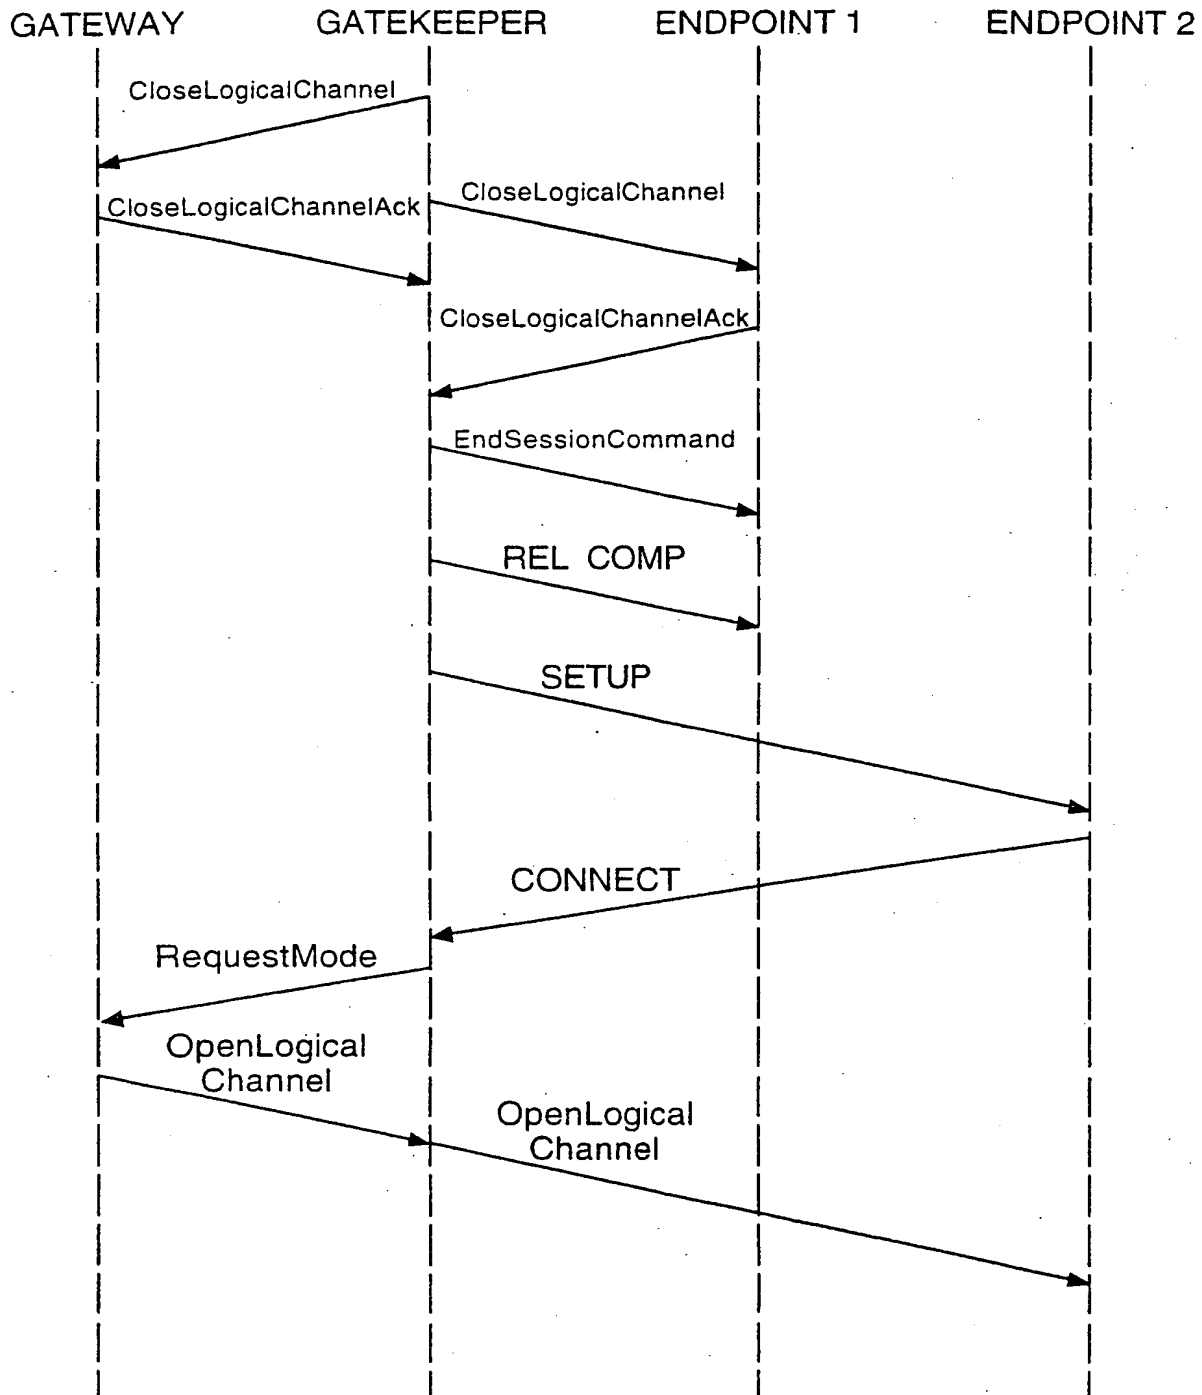 GATEWAY GATEKEEPER ENDPOINT 1 ENDPOINT 2
CloseLogicalChannel
CloseLogicalChannel
CloseLogicalChannelAck
CloseLogicalChannelAck
EndSessionCommand
REL COMP
SETUP
CONNECT
RequestMode
OpenLogical
Channel
OpenLogical
Channel